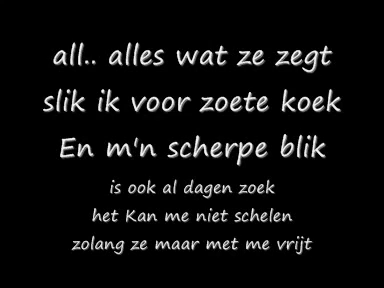 all.. alles wat ze zegt
slik ik voor zoete koek
En m'n scherpe blik
is ook al dagen zoek
het Kan me niet schelen
zolang ze maar met me vrijt